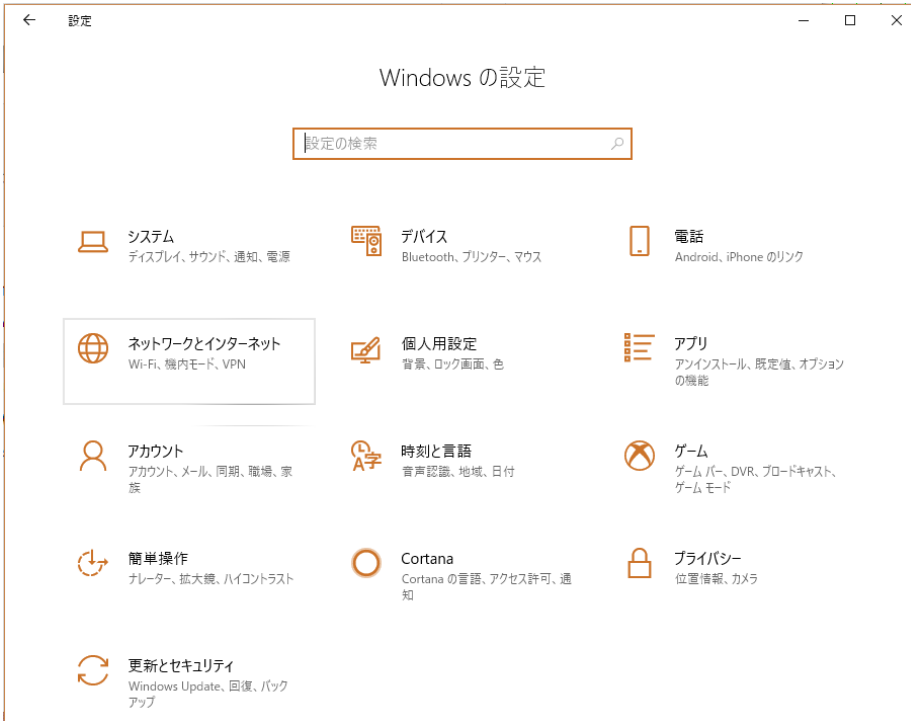 設定
Windows の設定
設定の検索
システム
ディスプレイ、サウンド、通知、電源
デバイス
Bluetooth、プリンター、マウス
電話
Android、iPhone のリンク
ネットワークとインターネット
Wi-Fi、機内モード、VPN
個人用設定
背景、ロック画面、色
アプリ
アンインストール、既定値、オプション
の機能
アカウント
アカウント、メール、同期、職場、家
族
時刻と言語
音声認識、地域、日付
ゲーム
ゲーム バー、DVR、ブロードキャスト、
ゲーム モード
簡単操作
ナレーター、拡大鏡、ハイコントラスト
Cortana
Cortana の言語、アクセス許可、通
知
プライバシー
位置情報、カメラ
更新とセキュリティ
Windows Update、回復、バック
アップ